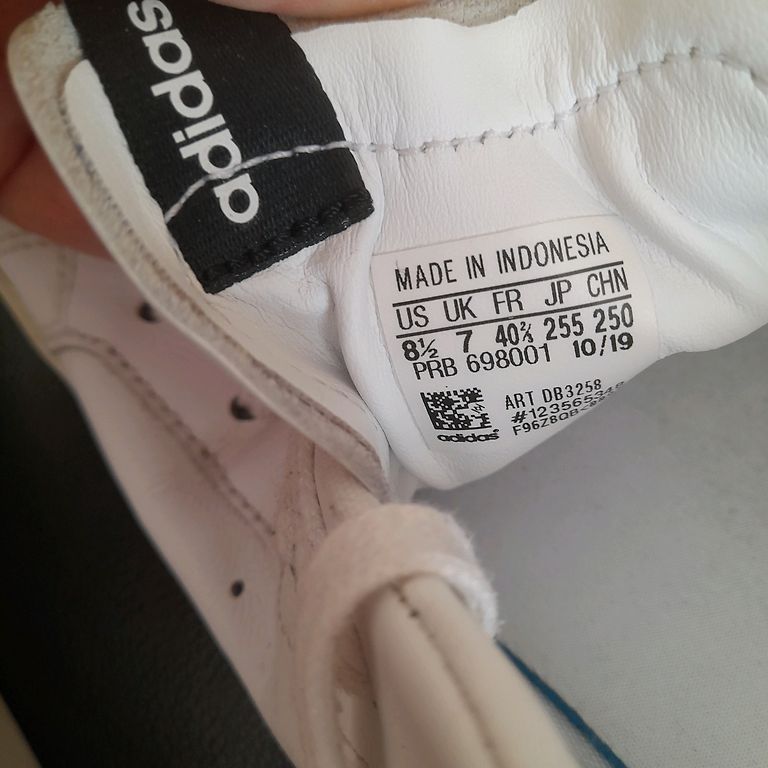 adidas
MADE IN INDONESIA
US UK FR JP CHN
8½ 7 40⅔ 255 250
PRB 698001 10/19
ART DB3258
adidas